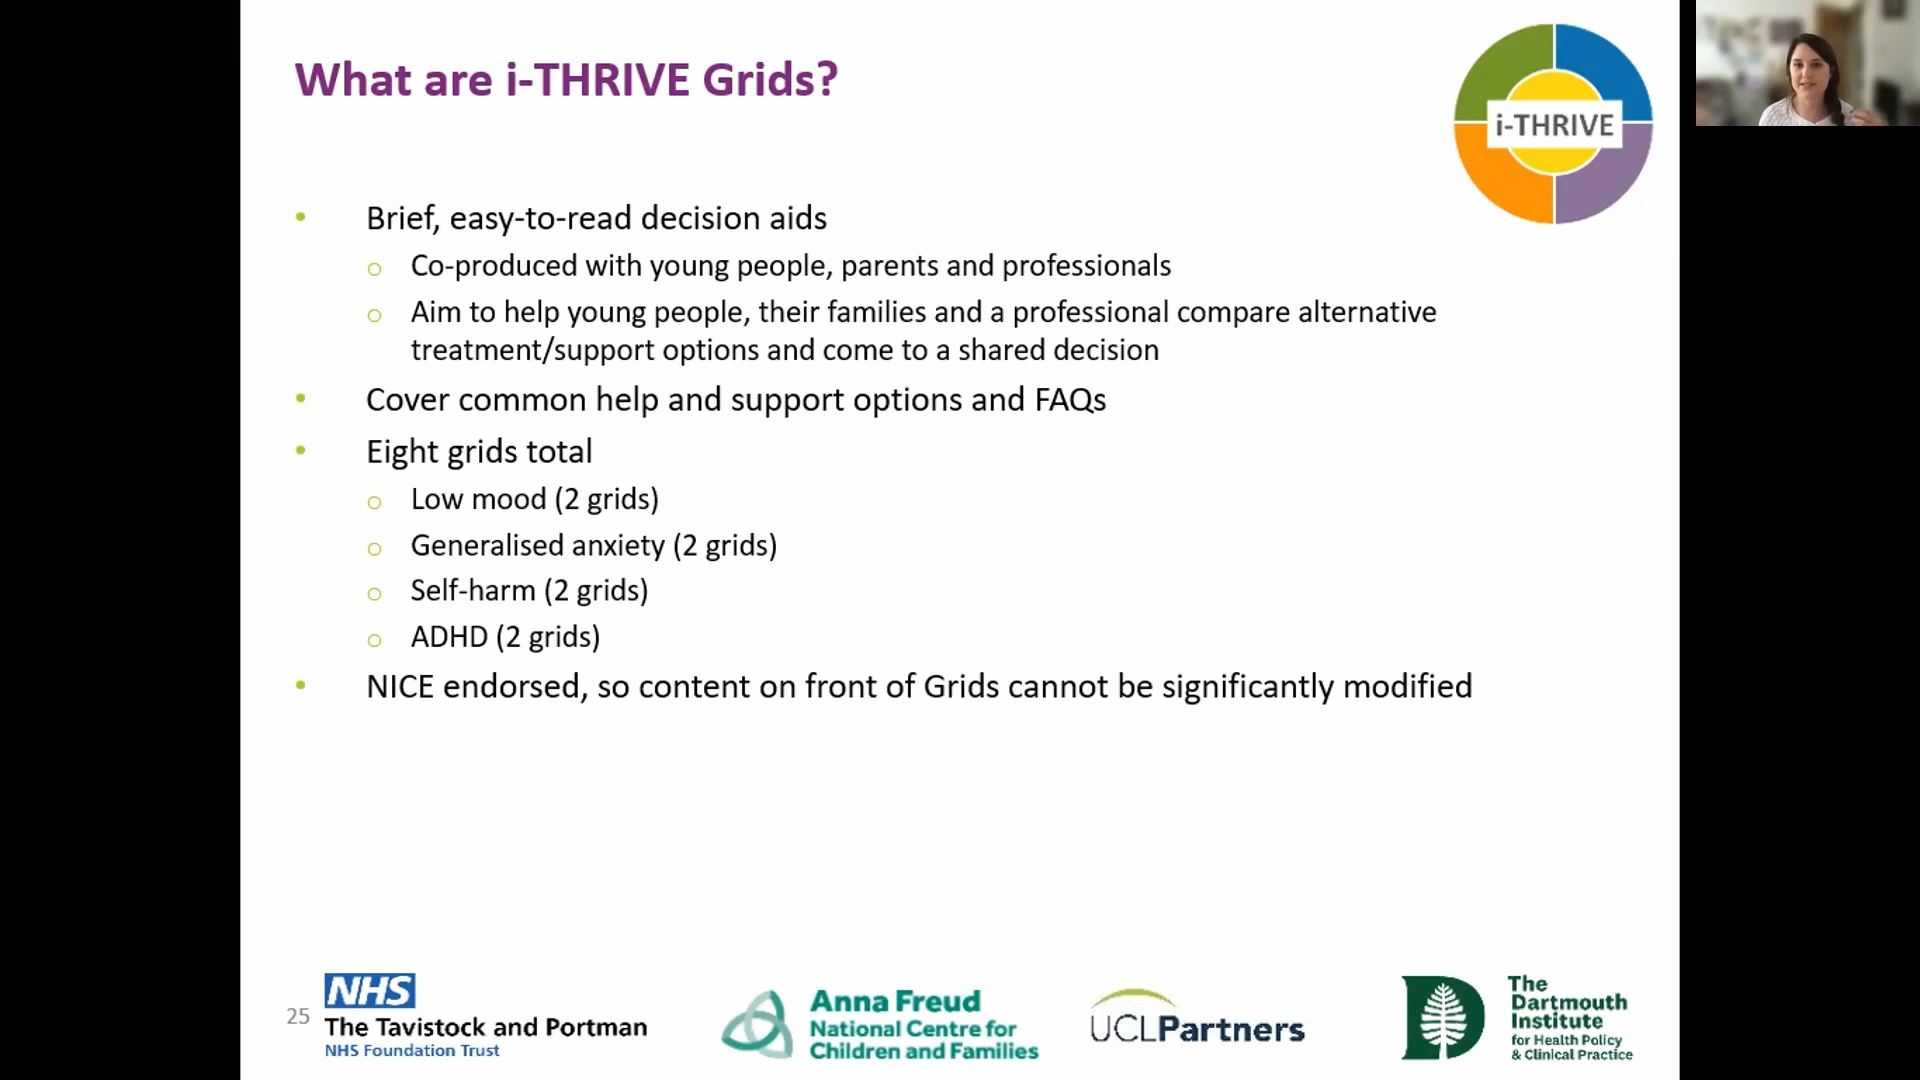 What are i-THRIVE Grids?
i-THRIVE
• Brief, easy-to-read decision aids
o Co-produced with young people, parents and professionals
o Aim to help young people, their families and a professional compare alternative
treatment/support options and come to a shared decision
• Cover common help and support options and FAQs
• Eight grids total
o Low mood (2 grids)
o Generalised anxiety (2 grids)
o Self-harm (2 grids)
o ADHD (2 grids)
• NICE endorsed, so content on front of Grids cannot be significantly modified
25
NHS
The Tavistock and Portman
NHS Foundation Trust
Anna Freud
National Centre for
Children and Families
UCLPartners
The
Dartmouth
Institute
for Health Policy
& Clinical Practice